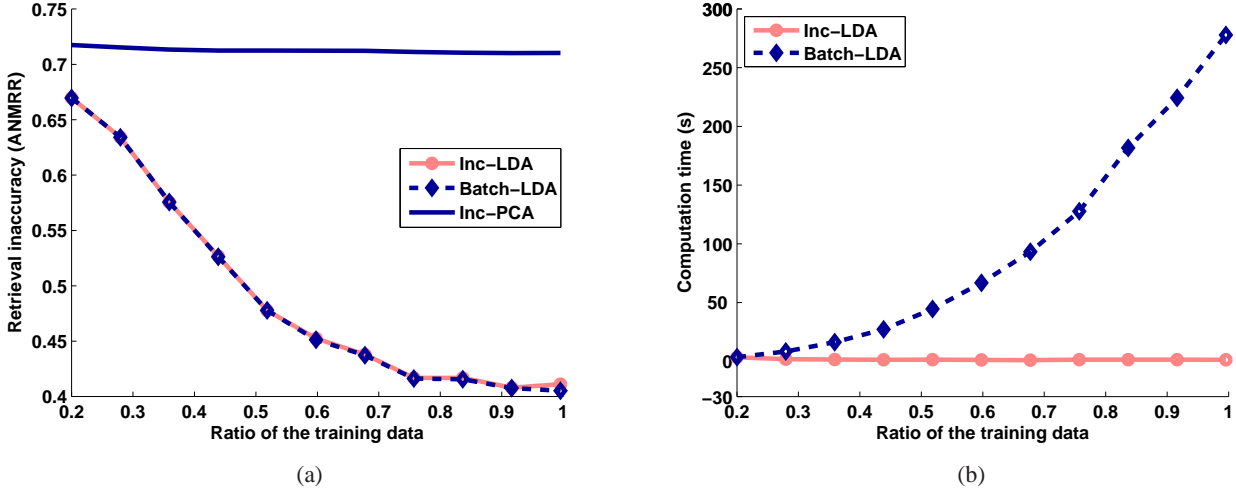 0.75
0.7
0.65
0.6
0.55
0.5
0.45
0.4
Retrieval inaccuracy (ANMRR)
Inc−LDA
Batch−LDA
Inc−PCA
0.2 0.3 0.4 0.5 0.6 0.7 0.8 0.9 1
Ratio of the training data
(a)
300
250
200
150
100
50
0
−30
Computation time (s)
Inc−LDA
Batch−LDA
0.2 0.3 0.4 0.5 0.6 0.7 0.8 0.9 1
Ratio of the training data
(b)